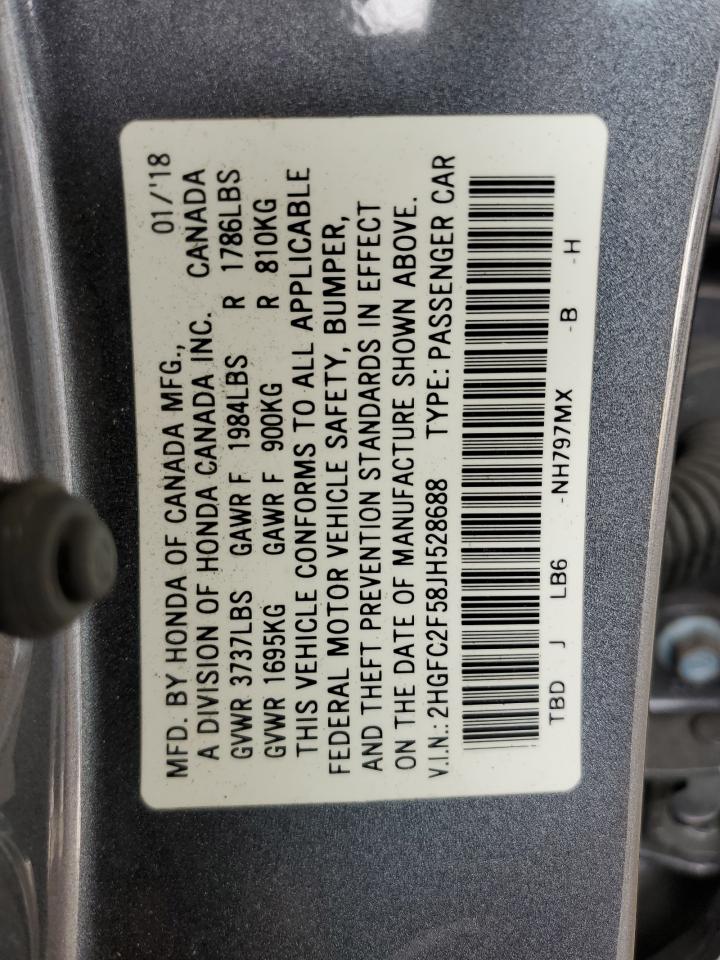 MFD. BY HONDA OF CANADA MFG., 01/'18
A DIVISION OF HONDA CANADA INC. CANADA
GVWR 3737LBS GAWR F 1984LBS R 1786LBS
GVWR 1695KG GAWR F 900KG R 810KG
THIS VEHICLE CONFORMS TO ALL APPLICABLE
FEDERAL MOTOR VEHICLE SAFETY, BUMPER,
AND THEFT PREVENTION STANDARDS IN EFFECT
ON THE DATE OF MANUFACTURE SHOWN ABOVE.
V.I.N.: 2HGFC2F58JH528688 TYPE: PASSENGER CAR
TBD J LB6 -NH797MX -B -H